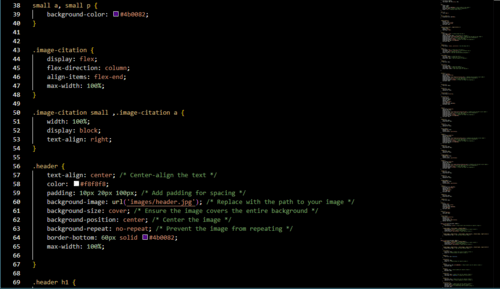 38 small a, small p {
39 background-color: #4b0082;
40 }
41
42
43 .image-citation {
44 display: flex;
45 flex-direction: column;
46 align-items: flex-end;
47 max-width: 100%;
48 }
49
50 .image-citation small ,.image-citation a {
51 width: 100%;
52 display: block;
53 text-align: right;
54 }
55
56 .header {
57 text-align: center; /* Center-align the text */
58 color: #f8f8f8;
59 padding: 10px 20px 100px; /* Add padding for spacing */
60 background-image: url('images/header.jpg'); /* Replace with the path to your image */
61 background-size: cover; /* Ensure the image covers the entire background */
62 background-position: center; /* Center the image */
63 background-repeat: no-repeat; /* Prevent the image from repeating */
64 border-bottom: 60px solid #4b0082;
65 max-width: 100%;
66
67 }
68
69 .header h1 {